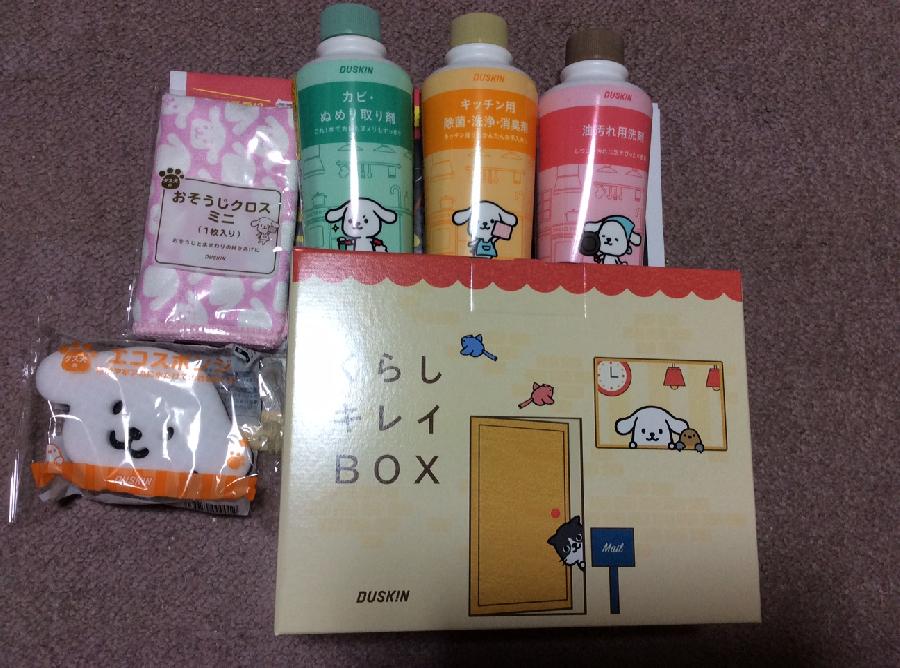 DUSKIN
カビ・
ぬめり取り剤
DUSKIN
キッチン用
除菌・洗浄・消臭剤
DUSKIN
油汚れ用洗剤
おそうじクロス
ミニ
(1枚入り)
DUSKIN
エコスポンジ
DUSKIN
くらし
キレイ
BOX
Mail
DUSKIN